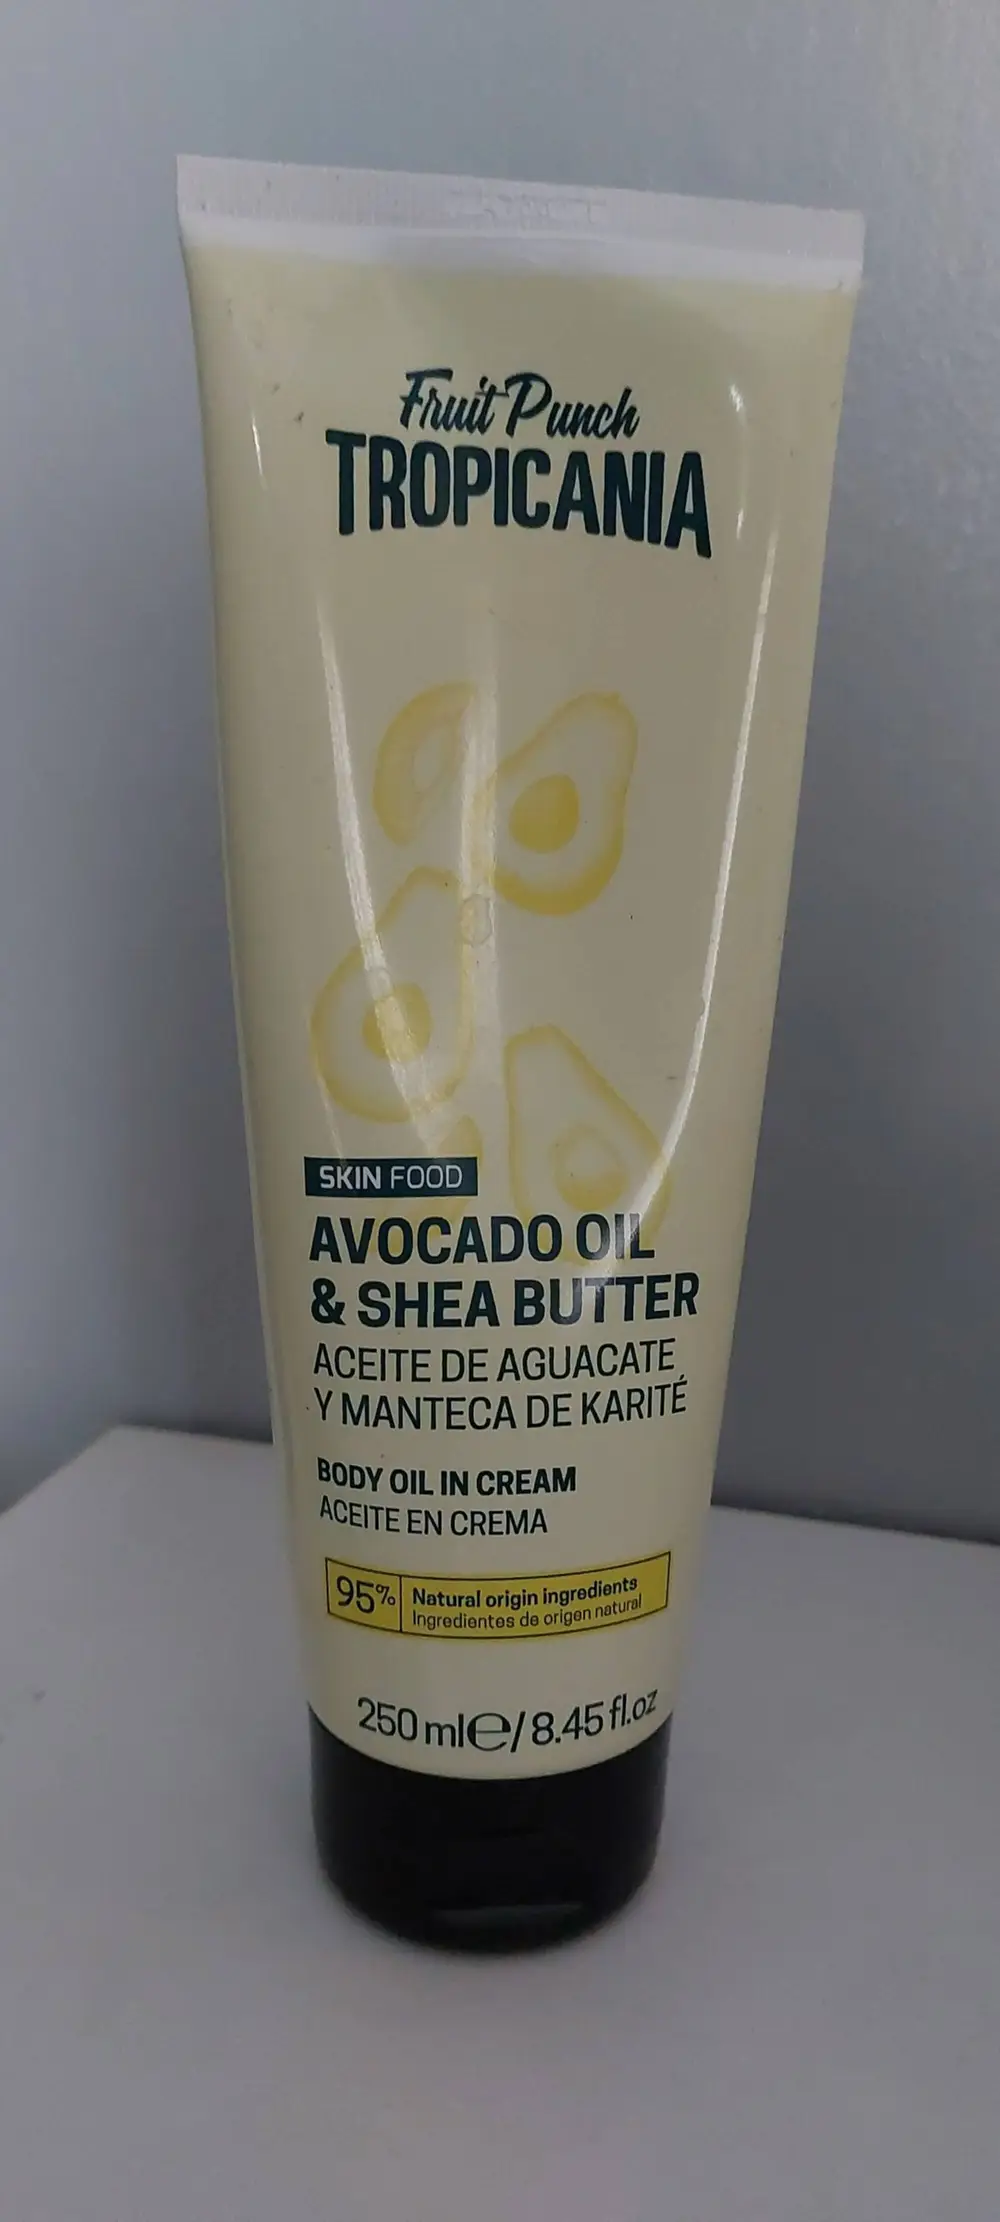 Fruit Punch
TROPICANIA
SKIN FOOD
AVOCADO OIL
& SHEA BUTTER
ACEITE DE AGUACATE
Y MANTECA DE KARITÉ
BODY OIL IN CREAM
ACEITE EN CREMA
95% Natural origin ingredients
Ingredientes de origen natural
250 ml℮/8.45 fl.oz